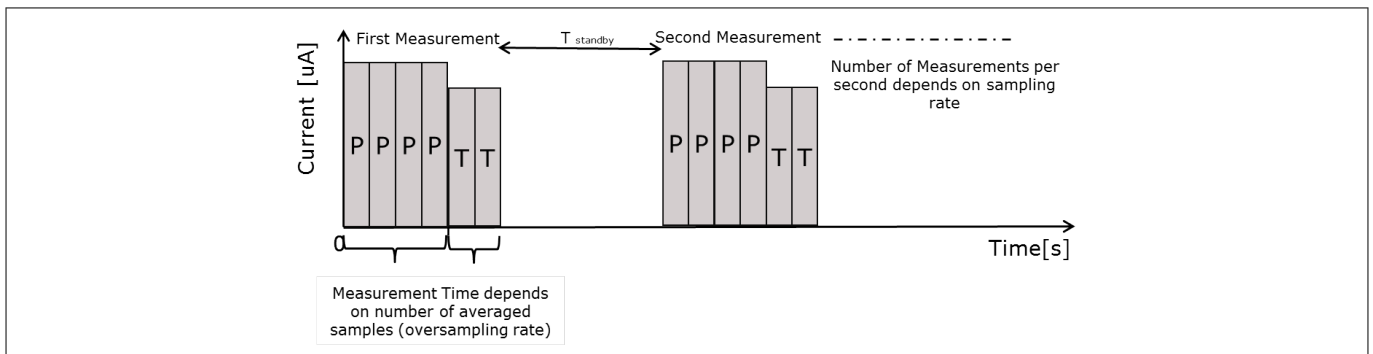 First Measurement
T standby
Second Measurement
Current [uA]
Number of Measurements per
second depends on sampling
rate
P P P P T T
P P P P T T
0
Time[s]
Measurement Time depends
on number of averaged
samples (oversampling rate)